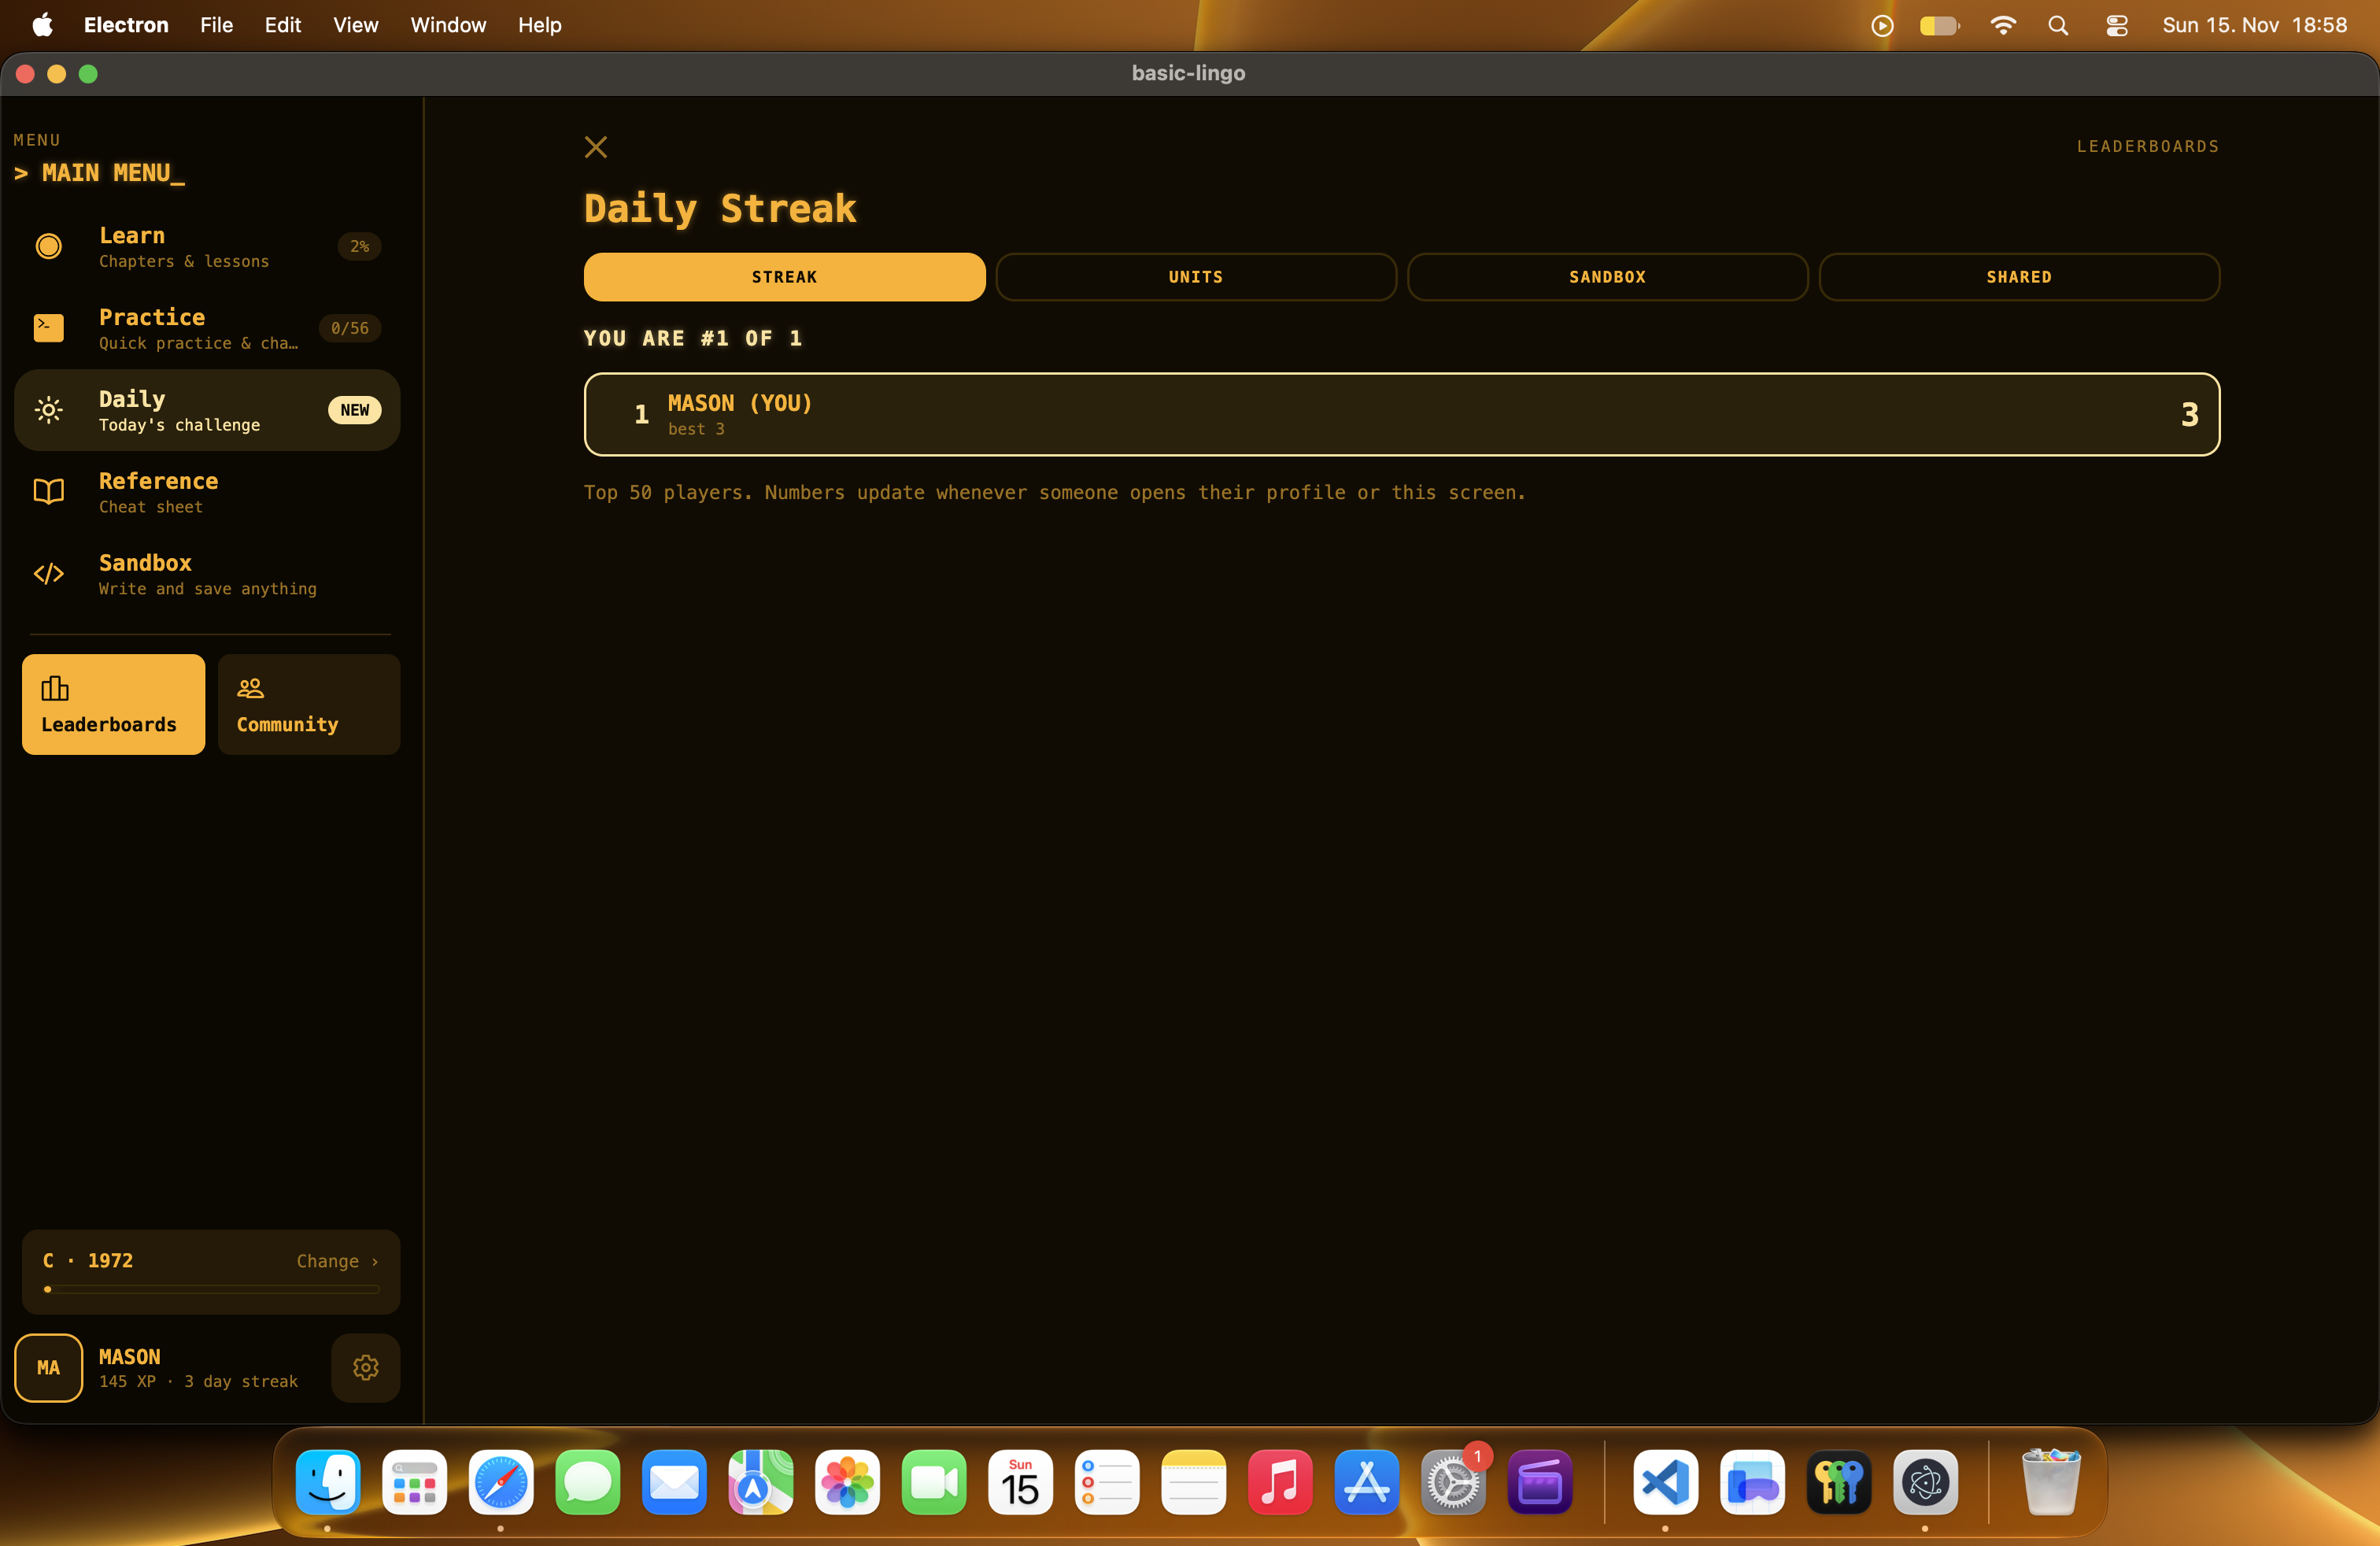 Electron File Edit View Window Help Sun 15. Nov 18:58
basic-lingo
MENU
> MAIN MENU_
Learn
Chapters & lessons
2%
Practice
Quick practice & cha…
0/56
Daily
Today's challenge
NEW
Reference
Cheat sheet
Sandbox
Write and save anything
Leaderboards
Community
C · 1972
Change ›
MA
MASON
145 XP · 3 day streak
LEADERBOARDS
Daily Streak
STREAK
UNITS
SANDBOX
SHARED
YOU ARE #1 OF 1
1
MASON (YOU)
best 3
3
Top 50 players. Numbers update whenever someone opens their profile or this screen.
Sun
15
1